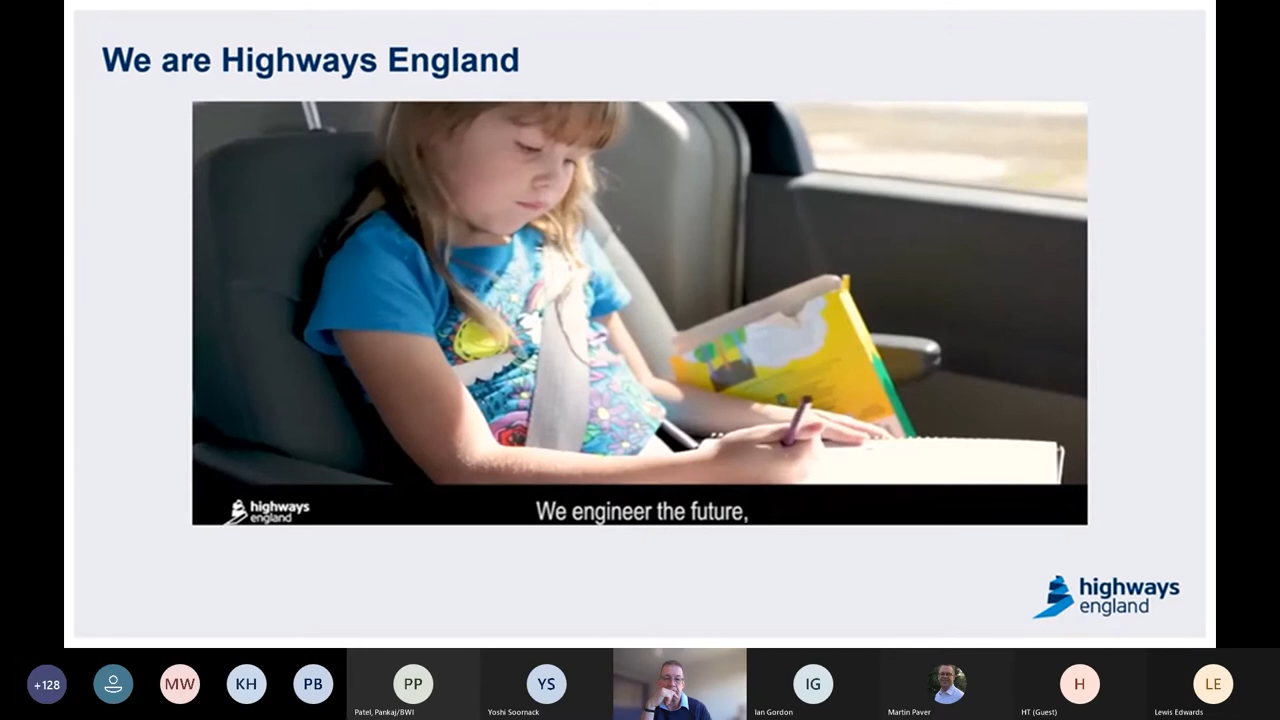 We are Highways England
highways
england
We engineer the future,
highways
england
+128
MW
KH
PB
PP
Patel, Pankaj/BWI
YS
Yoshi Soornack
IG
Ian Gordon
Martin Paver
H
HT (Guest)
LE
Lewis Edwards